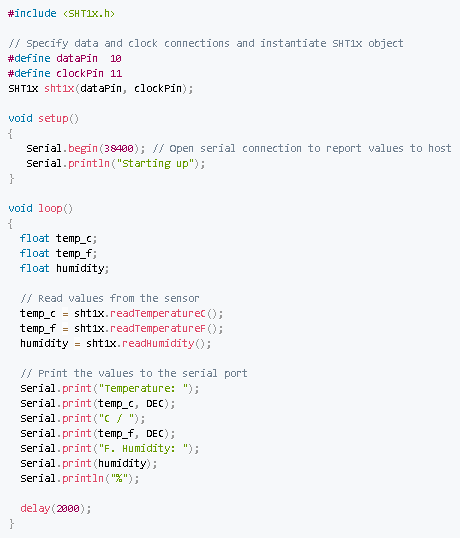 #include <SHT1x.h>

// Specify data and clock connections and instantiate SHT1x object
#define dataPin  10
#define clockPin 11
SHT1x sht1x(dataPin, clockPin);

void setup()
{
   Serial.begin(38400); // Open serial connection to report values to host
   Serial.println("Starting up");
}

void loop()
{
  float temp_c;
  float temp_f;
  float humidity;

  // Read values from the sensor
  temp_c = sht1x.readTemperatureC();
  temp_f = sht1x.readTemperatureF();
  humidity = sht1x.readHumidity();

  // Print the values to the serial port
  Serial.print("Temperature: ");
  Serial.print(temp_c, DEC);
  Serial.print("C / ");
  Serial.print(temp_f, DEC);
  Serial.print("F. Humidity: ");
  Serial.print(humidity);
  Serial.println("%");

  delay(2000);
}